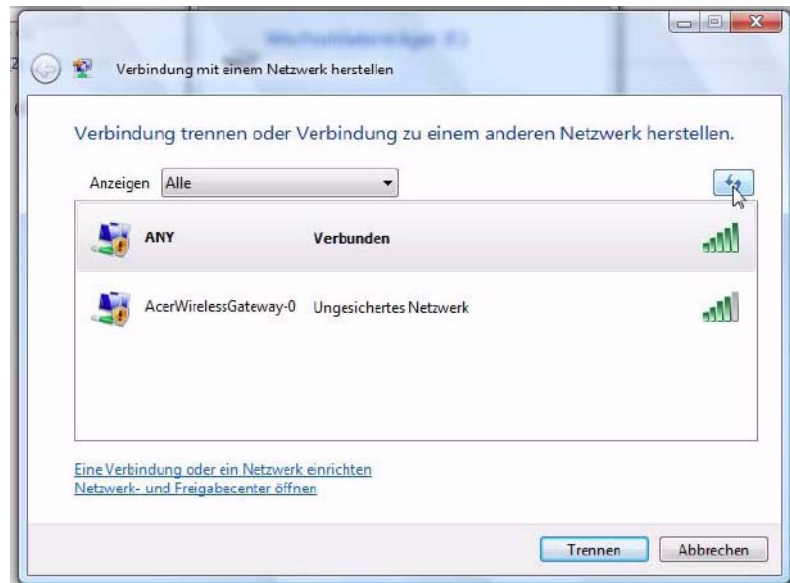 Verbindung mit einem Netzwerk herstellen
Verbindung trennen oder Verbindung zu einem anderen Netzwerk herstellen.
Anzeigen Alle
ANY Verbunden
AcerWirelessGateway-0 Ungesichertes Netzwerk
Eine Verbindung oder ein Netzwerk einrichten
Netzwerk- und Freigabecenter öffnen
Trennen Abbrechen